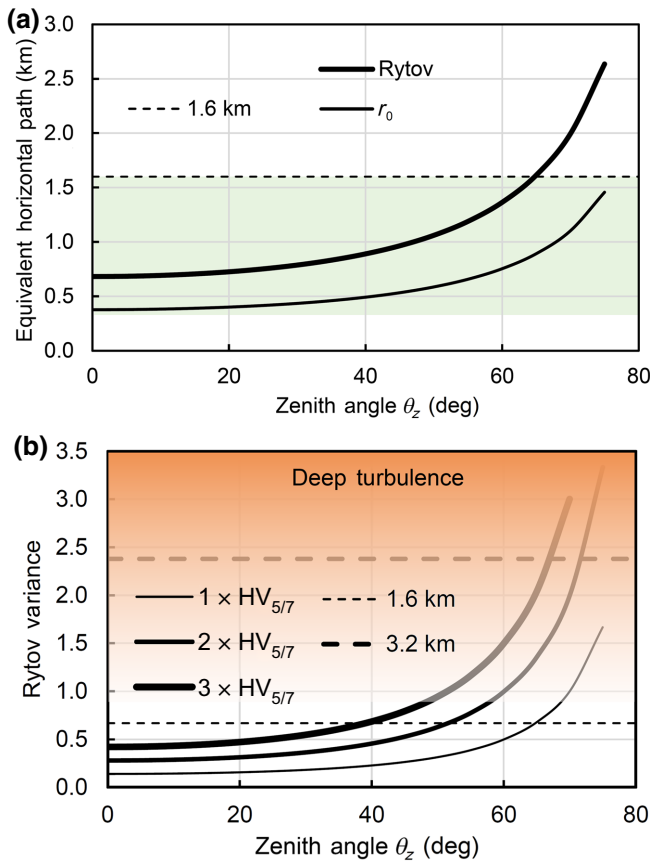 (a)
3.0
2.5
2.0
1.5
1.0
0.5
0.0
Equivalent horizontal path (km)
Rytov
1.6 km
r₀
0 20 40 60 80
Zenith angle θz (deg)
(b)
3.5
3.0
2.5
2.0
1.5
1.0
0.5
0.0
Rytov variance
Deep turbulence
1 × HV5/7
1.6 km
2 × HV5/7
3.2 km
3 × HV5/7
0 20 40 60 80
Zenith angle θz (deg)